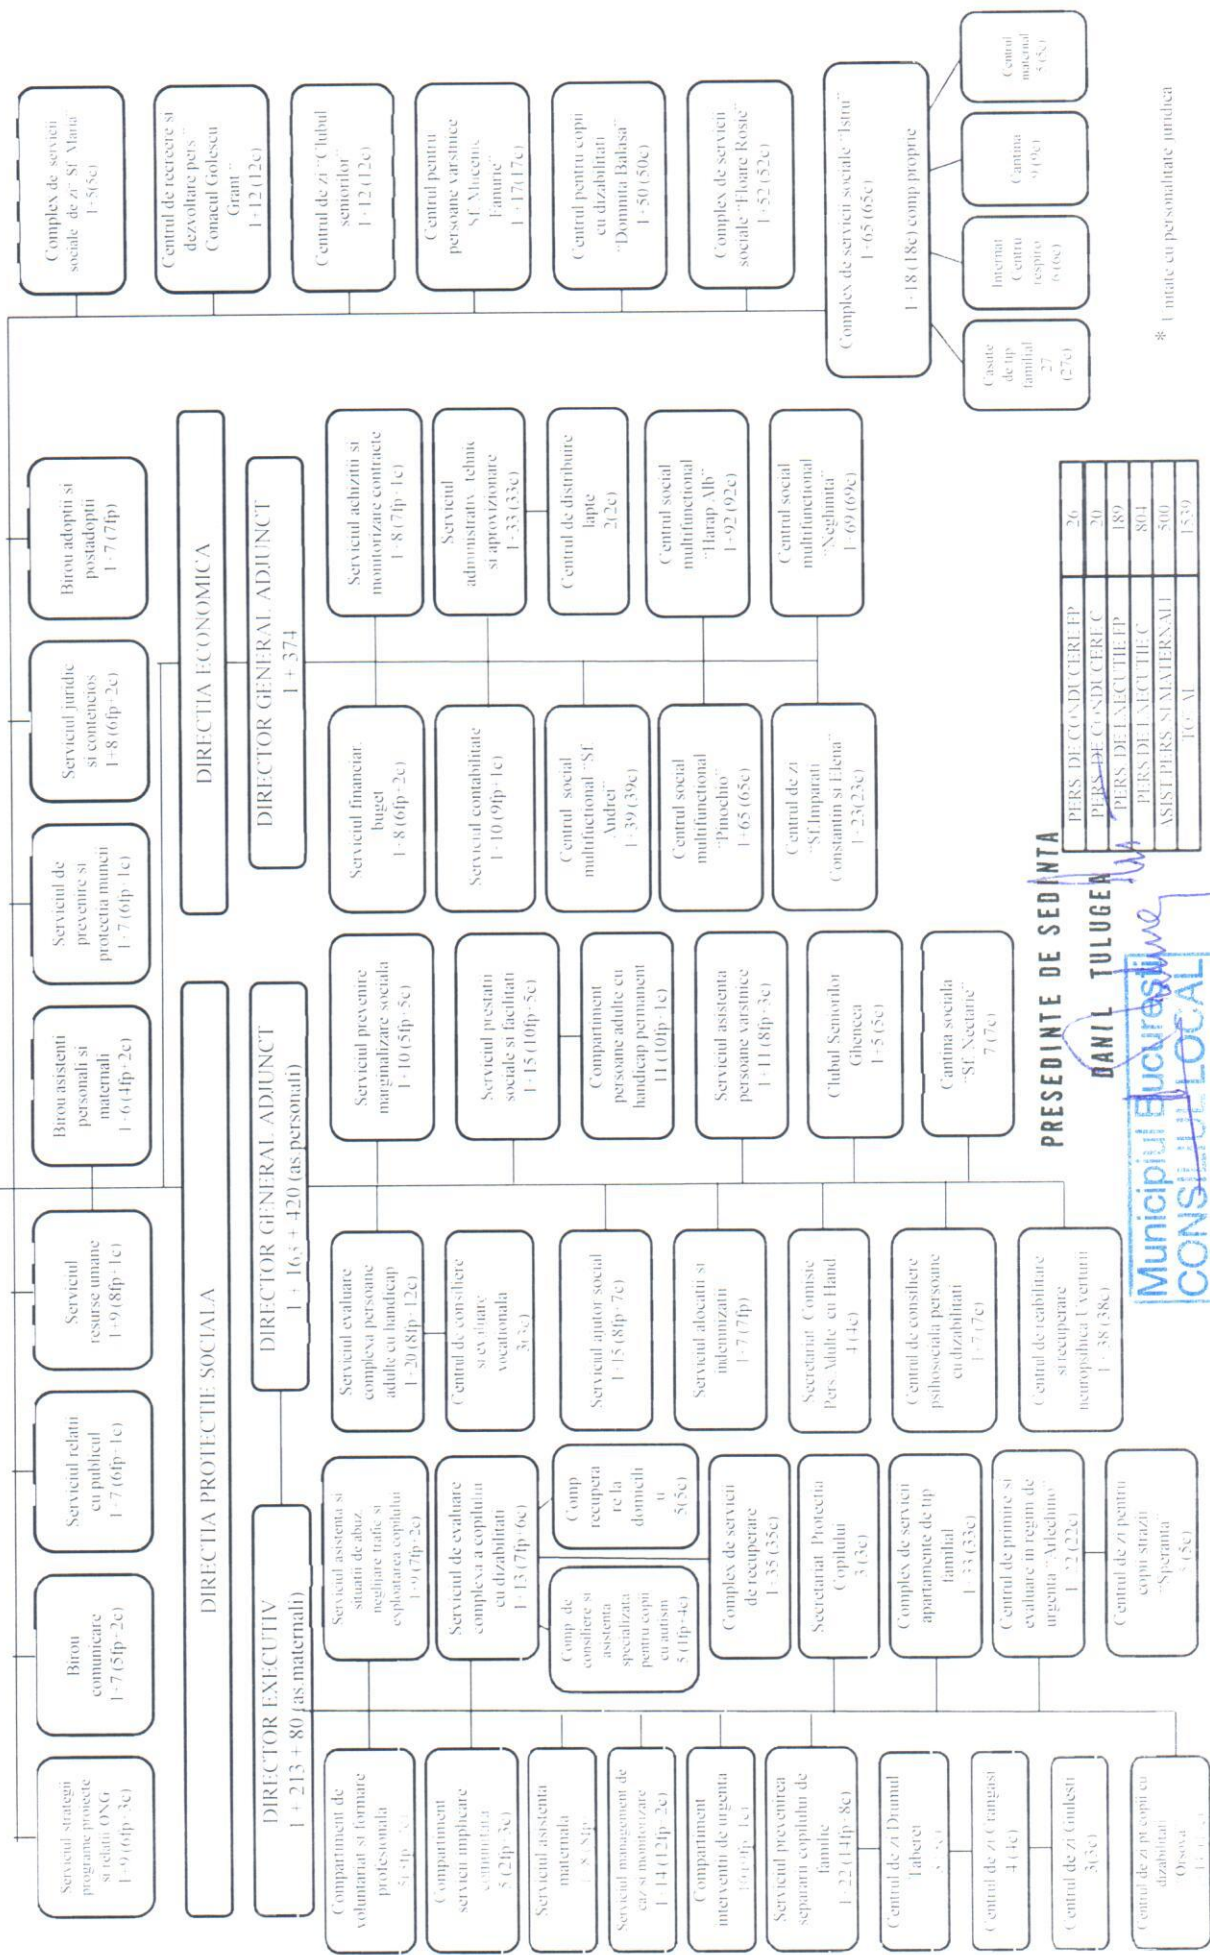 Serviciul strategii
programe proiecte
si relatii ONG
1+9 (6fp+3c)
Birou
comunicare
1+7 (5fp+2c)
Serviciul relatii
cu publicul
1+7 (6fp+1c)
Serviciul
resurse umane
1+9 (8fp+1c)
Birou asistenti
personali si
maternali
1+6 (4fp+2c)
Serviciul de
prevenire si
protectia muncii
1+7 (6fp+1c)
Serviciul juridic
si contencios
1+8 (6fp+2c)
Birou adoptii si
postadoptii
1+7 (7fp)
DIRECTIA PROTECTIE SOCIALA
DIRECTIA ECONOMICA
DIRECTOR EXECUTIV
1 + 213 + 80 (as.maternali)
DIRECTOR GENERAL ADJUNCT
1 + 163 + 420 (as.personali)
DIRECTOR GENERAL ADJUNCT
1 + 374
Compartiment de
voluntariat si formare
profesionala
Compartiment
servicii implicare
comunitara
5 (2fp+3c)
Serviciul asistenta
maternala
Serviciul management de
caz si monitorizare
1+14 (12fp+2c)
Compartiment
interventii de urgenta
Serviciul prevenirea
separarii copilului de
familie
1+22 (14fp+8c)
Centrul de zi Drumul
Taberei
Centrul de zi Crangasi
4 (4c)
Centrul de zi Giulesti
3(3c)
Centrul de zi pt copii cu
dizabilitati
Serviciul asistenta si
situatii de abuz,
neglijare trafic si
exploatarea copilului
1+9 (7fp+2c)
Serviciul de evaluare
complexa a copilului
cu dizabilitati
1+13 (7fp+6c)
Comp. de
consiliere si
asistenta
specializata
pentru copii
cu autism
5 (1fp+4c)
Comp
recupera
re la
domiciliu
5(5c)
Complex de servicii
de recuperare
1+35 (35c)
Secretariat Protectia
Copilului
3 (3c)
Complex de servicii
apartamente de tip
familial
1+33 (33c)
Centrul de primire si
evaluare in regim de
urgenta "Arlechino"
1+22 (22c)
Centrul de zi pentru
copii strazii
"Speranta"
Serviciul evaluare
complexa persoane
adulte cu handicap
1+20 (8fp+12c)
Centrul de consiliere
vocationala
3(3c)
Serviciul ajutor social
1+15 (8fp+7c)
Serviciul alocatii si
indemnizatii
1+7 (7fp)
Secretariat Comisie
Pers. Adulte cu Hand
4 (4c)
Centrul de consiliere
psihosociala persoane
cu dizabilitati
1+7 (7c)
Centrul de reabilitare
si recuperare
neuropsihica Uverturii
1+38 (38c)
Serviciul prevenire
marginalizare sociala
1+10 (5fp+5c)
Serviciul prestatii
sociale si facilitati
1+15 (10fp+5c)
Compartiment
persoane adulte cu
handicap permanent
11 (10fp+1c)
Serviciul asistenta
persoane varstnice
1+11 (8fp+3c)
Clubul Seniorilor
Ghencea
1+5 (5c)
Cantina sociala
"Sf. Nectarie"
7 (7c)
Serviciul financiar,
buget
1+8 (6fp+2c)
Serviciul contabilitate
1+10 (9fp+1c)
Centrul social
multifuctional "Sf.
Andrei"
1+39 (39c)
Centrul social
multifunctional
"Pinochio"
1+65 (65c)
Centrul de zi
"Sf.Imparati
Constantin si Elena"
1+23(23c)
Serviciul achizitii si
monitorizare contracte
1+8 (7fp+1c)
Serviciul
administrativ, tehnic
si aprovizionare
1+33 (33c)
Centrul de distribuire
lapte
2(2c)
Centrul social
multifunctional
"Harap Alb"
1+92 (92c)
Centrul social
multifunctional
"Neghinita"
1+69 (69c)
Complex de servicii
sociale de zi "Sf. Maria"
1+5(5c)
Centrul de recreere si
dezvoltare pers "
Conacul Golescu
Grant"
1+12 (12c)
Centrul de zi "Clubul
seniorilor"
1+12 (12c)
Centrul pentru
persoane varstnice
"Sf.Mucenic
Fanurie"
1+17 (17c)
Centrul pentru copii
cu dizabilitati
"Domnita Balasa"
1+50 (50c)
Complex de servicii
sociale "Floare Rosie"
1+52 (52c)
Complex de servicii sociale "Istru"
1+65 (65c)
1+18 (18c) comp.proprie
Casute
de tip
familial
27
(27c)
Internat
Centru
respiro
6 (6c)
Cantina
9 (9c)
Centrul
maternal
5 (5c)
PERS. DE CONDUCERE FP 26
PERS. DE CONDUCERE C 20
PERS. DE EXECUTIE FP 189
PERS DE EXECUTIE C 804
ASIST.PERS. SI MATERNALI 500
TOTAL 1539
* Unitate cu personalitate juridica
PRESEDINTE DE SEDINTA
DANIL TULUGEA
Municipiul Bucuresti
CONSILIUL LOCAL